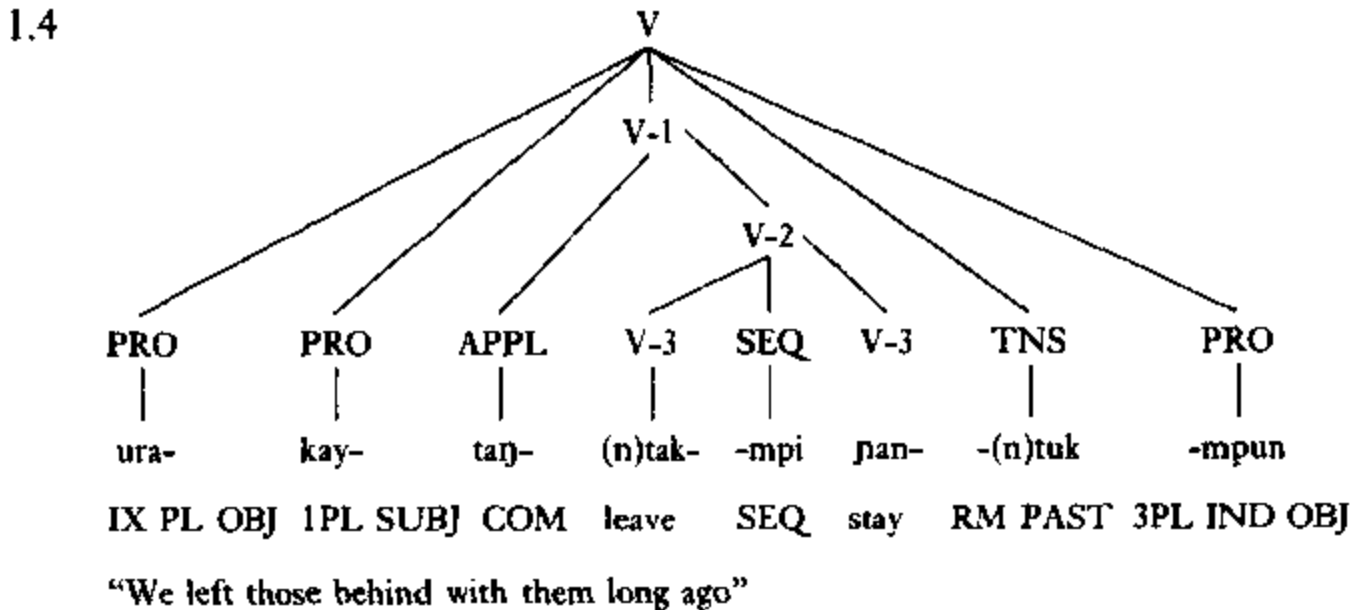 1.4
V
V-1
V-2
PRO PRO APPL V-3 SEQ V-3 TNS PRO
ura- kay- taŋ- (n)tak- -mpi ɲan- -(n)tuk -mpun
IX PL OBJ 1PL SUBJ COM leave SEQ stay RM PAST 3PL IND OBJ
“We left those behind with them long ago”